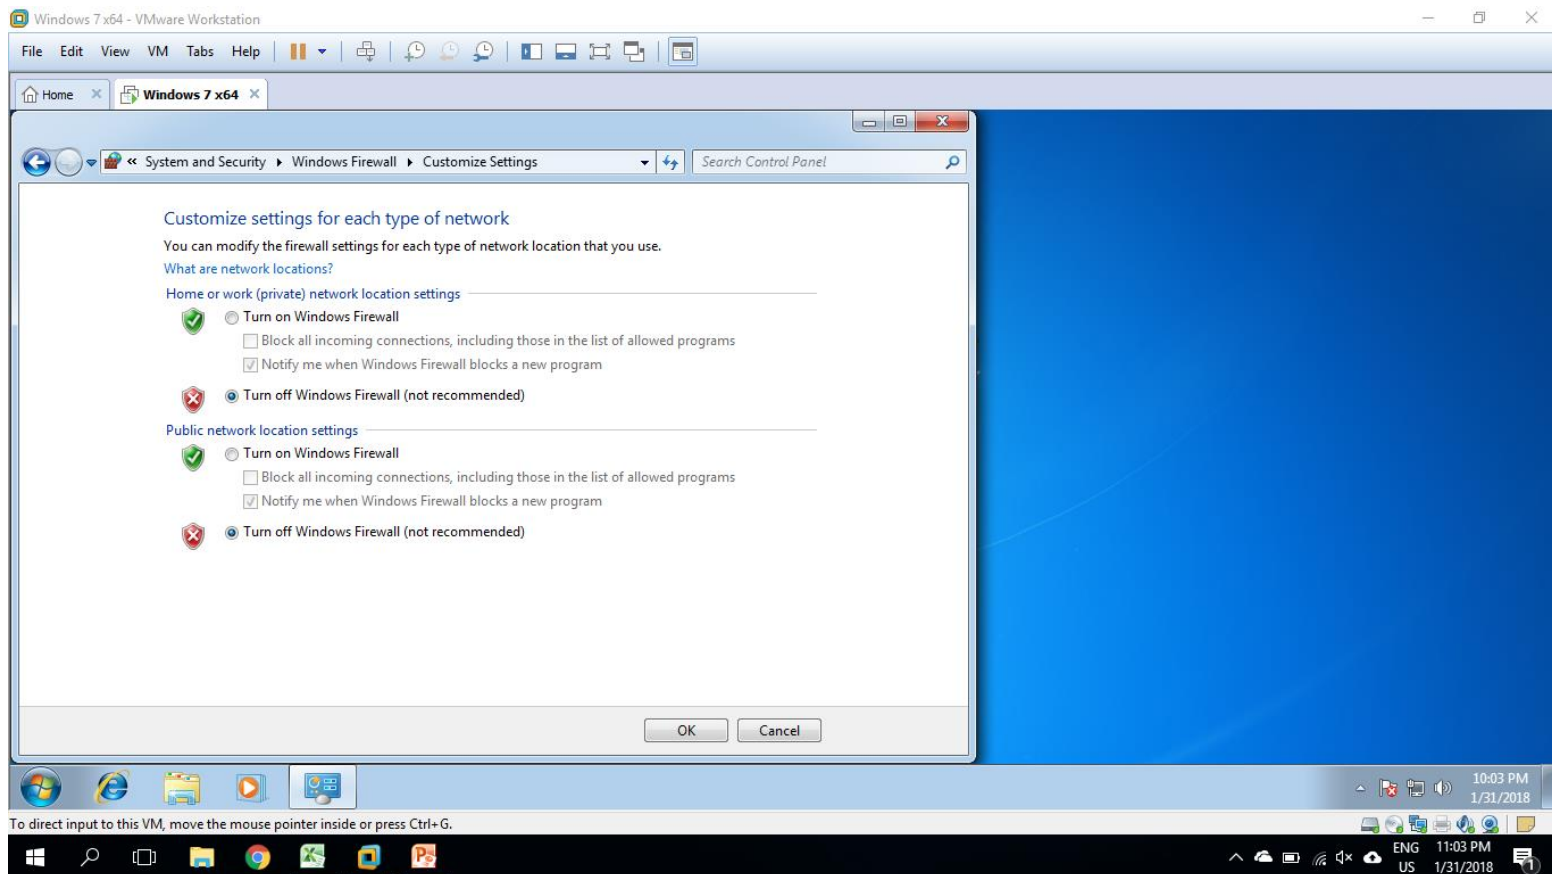 Windows 7 x64 - VMware Workstation
File Edit View VM Tabs Help
Home
Windows 7 x64
« System and Security Windows Firewall Customize Settings
Search Control Panel
Customize settings for each type of network
You can modify the firewall settings for each type of network location that you use.
What are network locations?
Home or work (private) network location settings
Turn on Windows Firewall
Block all incoming connections, including those in the list of allowed programs
Notify me when Windows Firewall blocks a new program
Turn off Windows Firewall (not recommended)
Public network location settings
Turn on Windows Firewall
Block all incoming connections, including those in the list of allowed programs
Notify me when Windows Firewall blocks a new program
Turn off Windows Firewall (not recommended)
OK Cancel
10:03 PM
1/31/2018
To direct input to this VM, move the mouse pointer inside or press Ctrl+G.
ENG 11:03 PM
US 1/31/2018